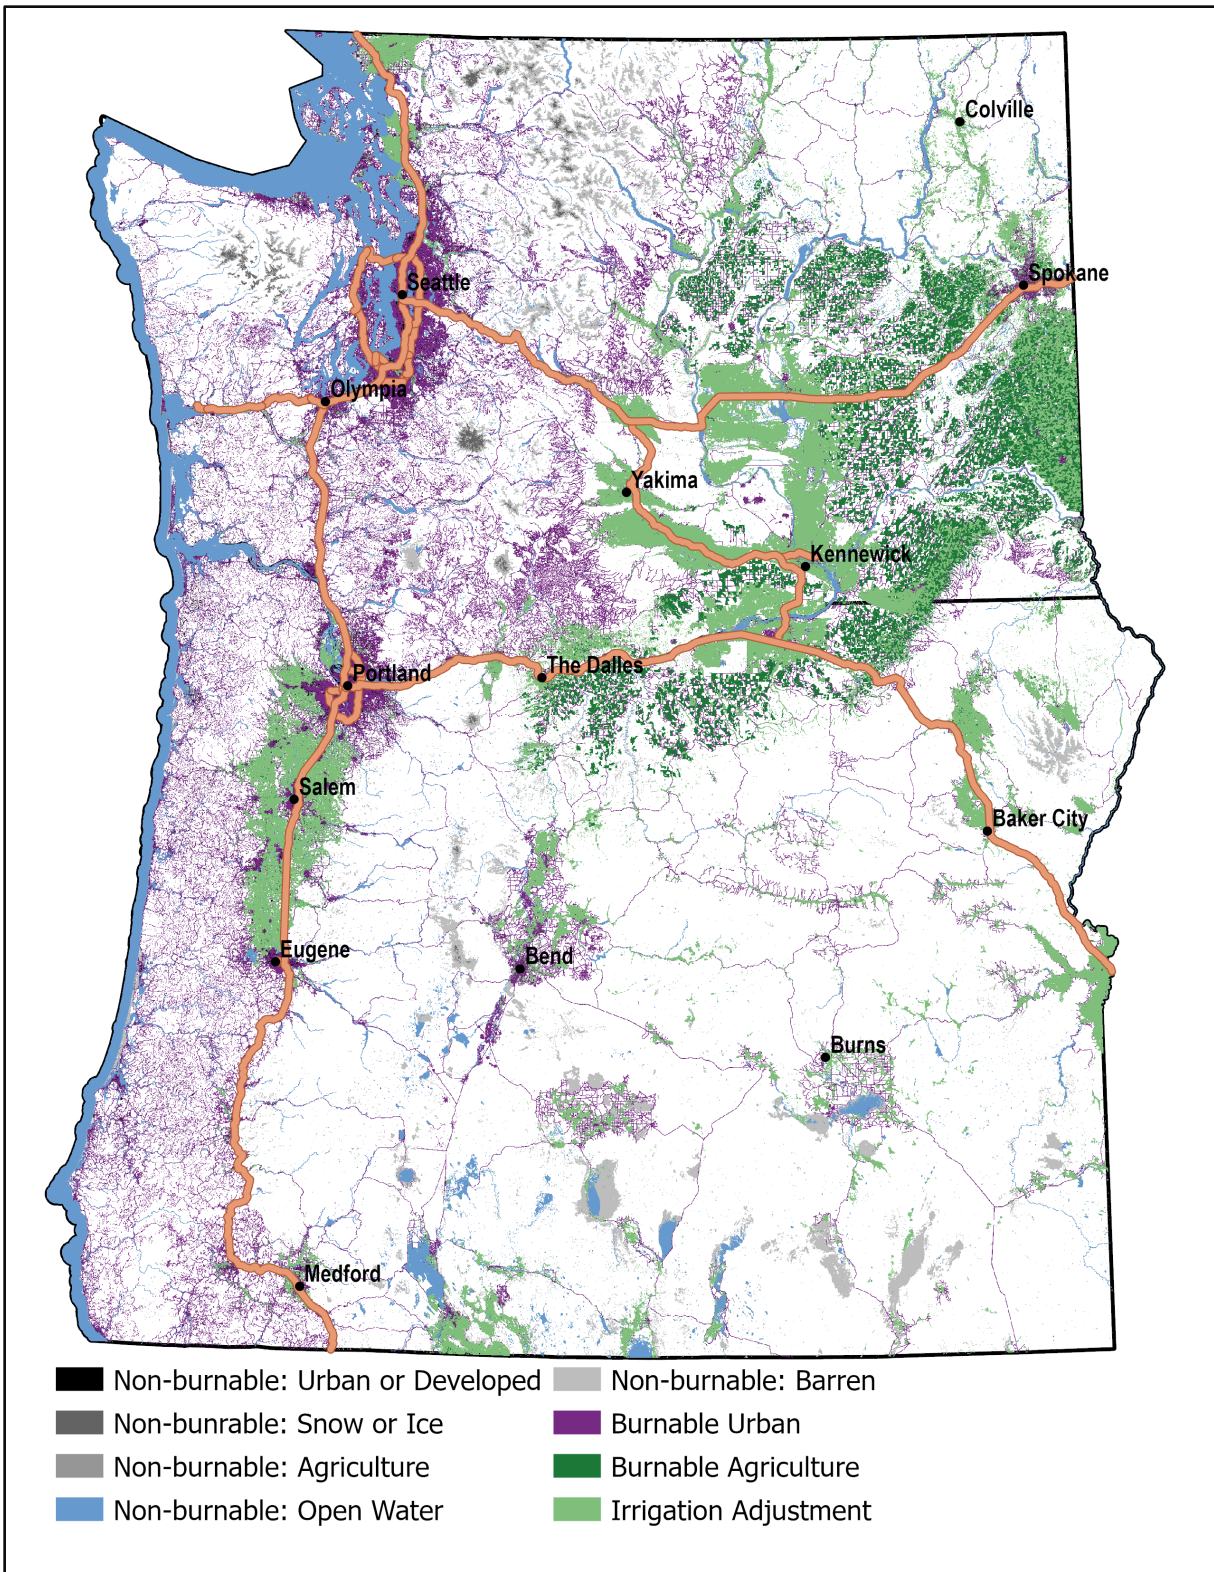 Colville
Spokane
Seattle
Olympia
Yakima
Kennewick
The Dalles
Portland
Salem
Baker City
Eugene
Bend
Burns
Medford
Non-burnable: Urban or Developed
Non-burnable: Barren
Non-bunrable: Snow or Ice
Burnable Urban
Non-burnable: Agriculture
Burnable Agriculture
Non-burnable: Open Water
Irrigation Adjustment